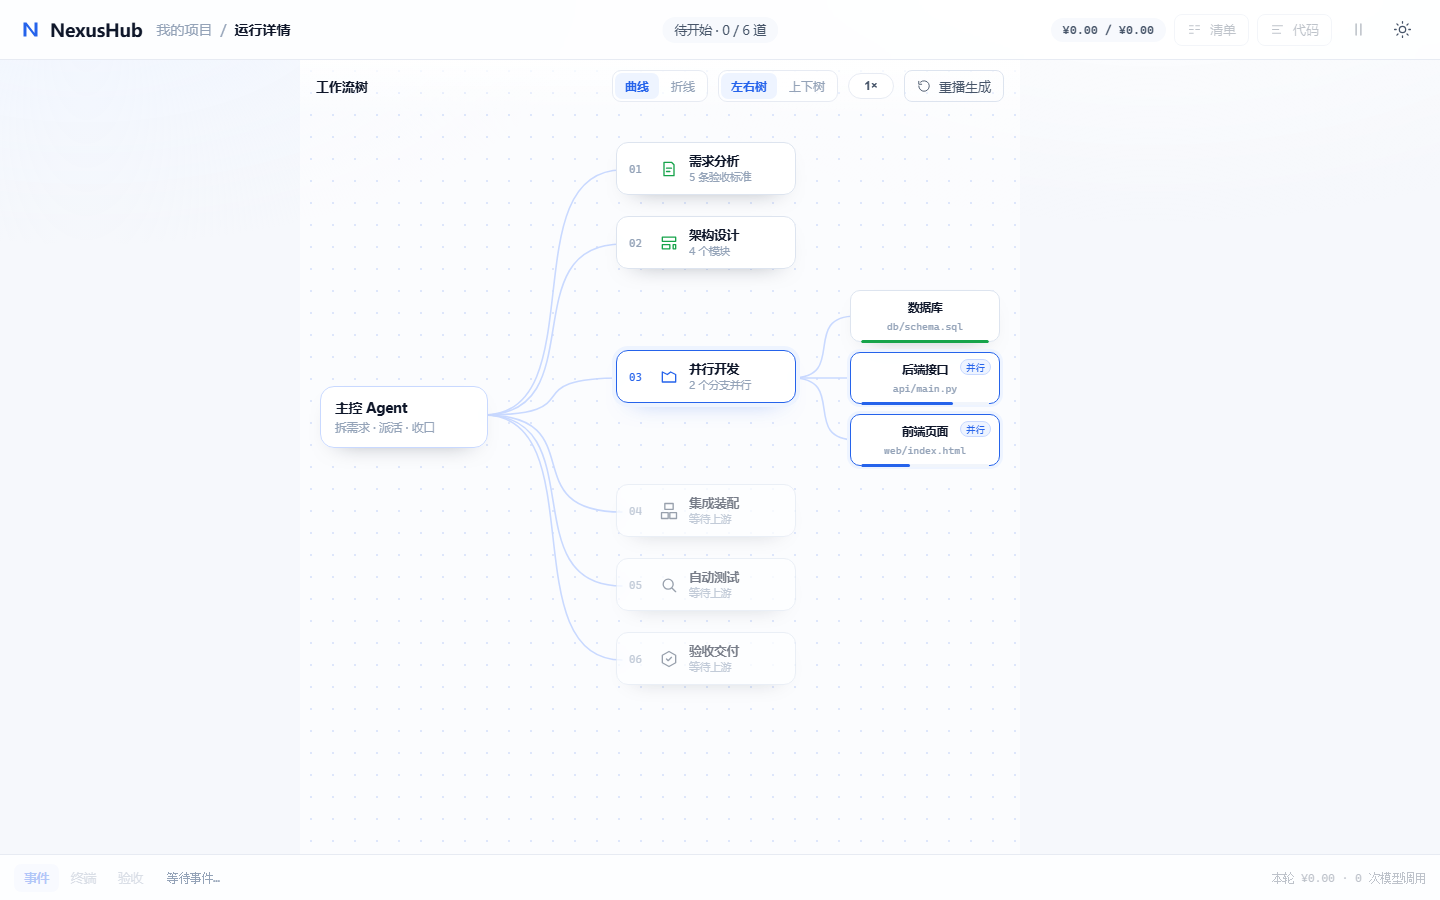 NexusHub 我的项目 / 运行详情
待开始 · 0 / 6 道
¥0.00 / ¥0.00
清单
代码
工作流树
曲线 折线
左右树 上下树
1×
重播生成
主控 Agent
拆需求 · 派活 · 收口
01
需求分析
5 条验收标准
02
架构设计
4 个模块
03
并行开发
2 个分支并行
数据库
db/schema.sql
后端接口
并行
api/main.py
前端页面
并行
web/index.html
04
集成装配
等待上游
05
自动测试
等待上游
06
验收交付
等待上游
事件 终端 验收 等待事件…
本轮 ¥0.00 · 0 次模型调用